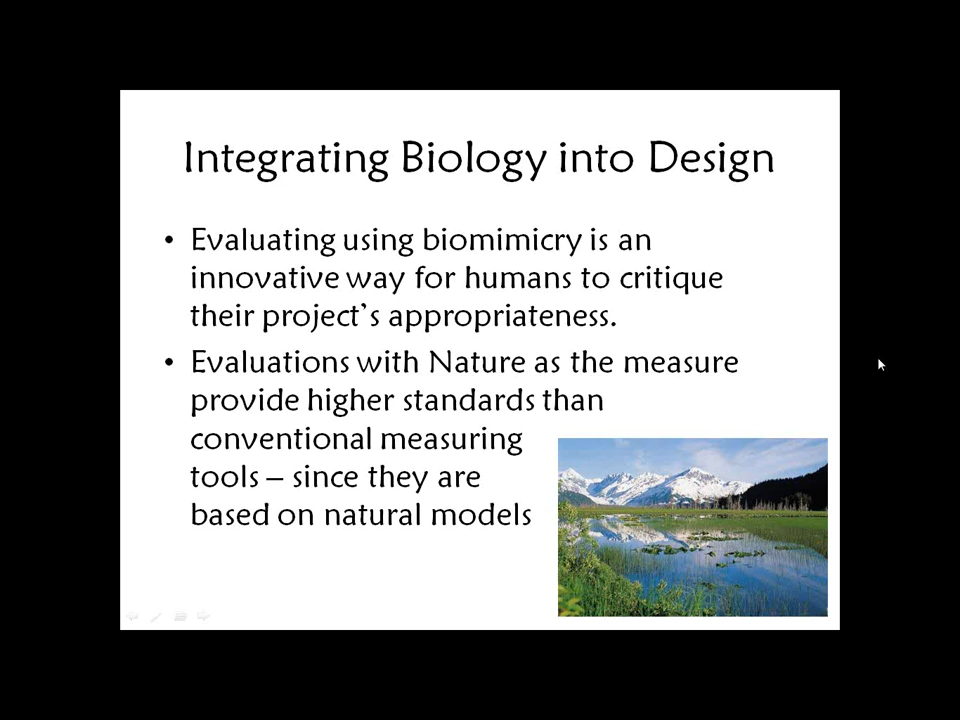 Integrating Biology into Design
• Evaluating using biomimicry is an
innovative way for humans to critique
their project's appropriateness.
• Evaluations with Nature as the measure
provide higher standards than
conventional measuring
tools – since they are
based on natural models